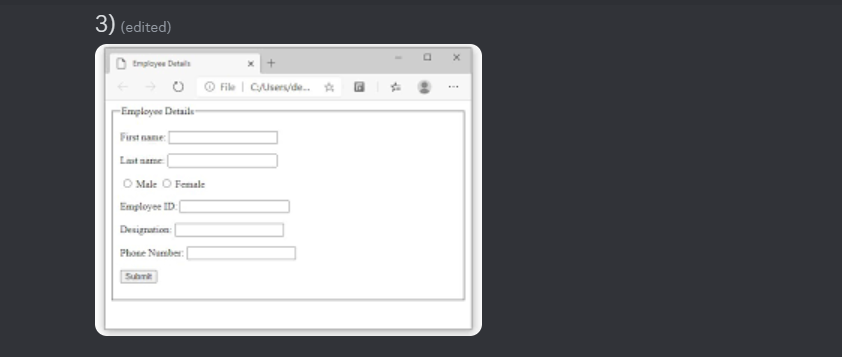 3) (edited)
Employee Details
File | C:/Users/de...
Employee Details
First name:
Last name:
Male Female
Employee ID:
Designation:
Phone Number:
Submit